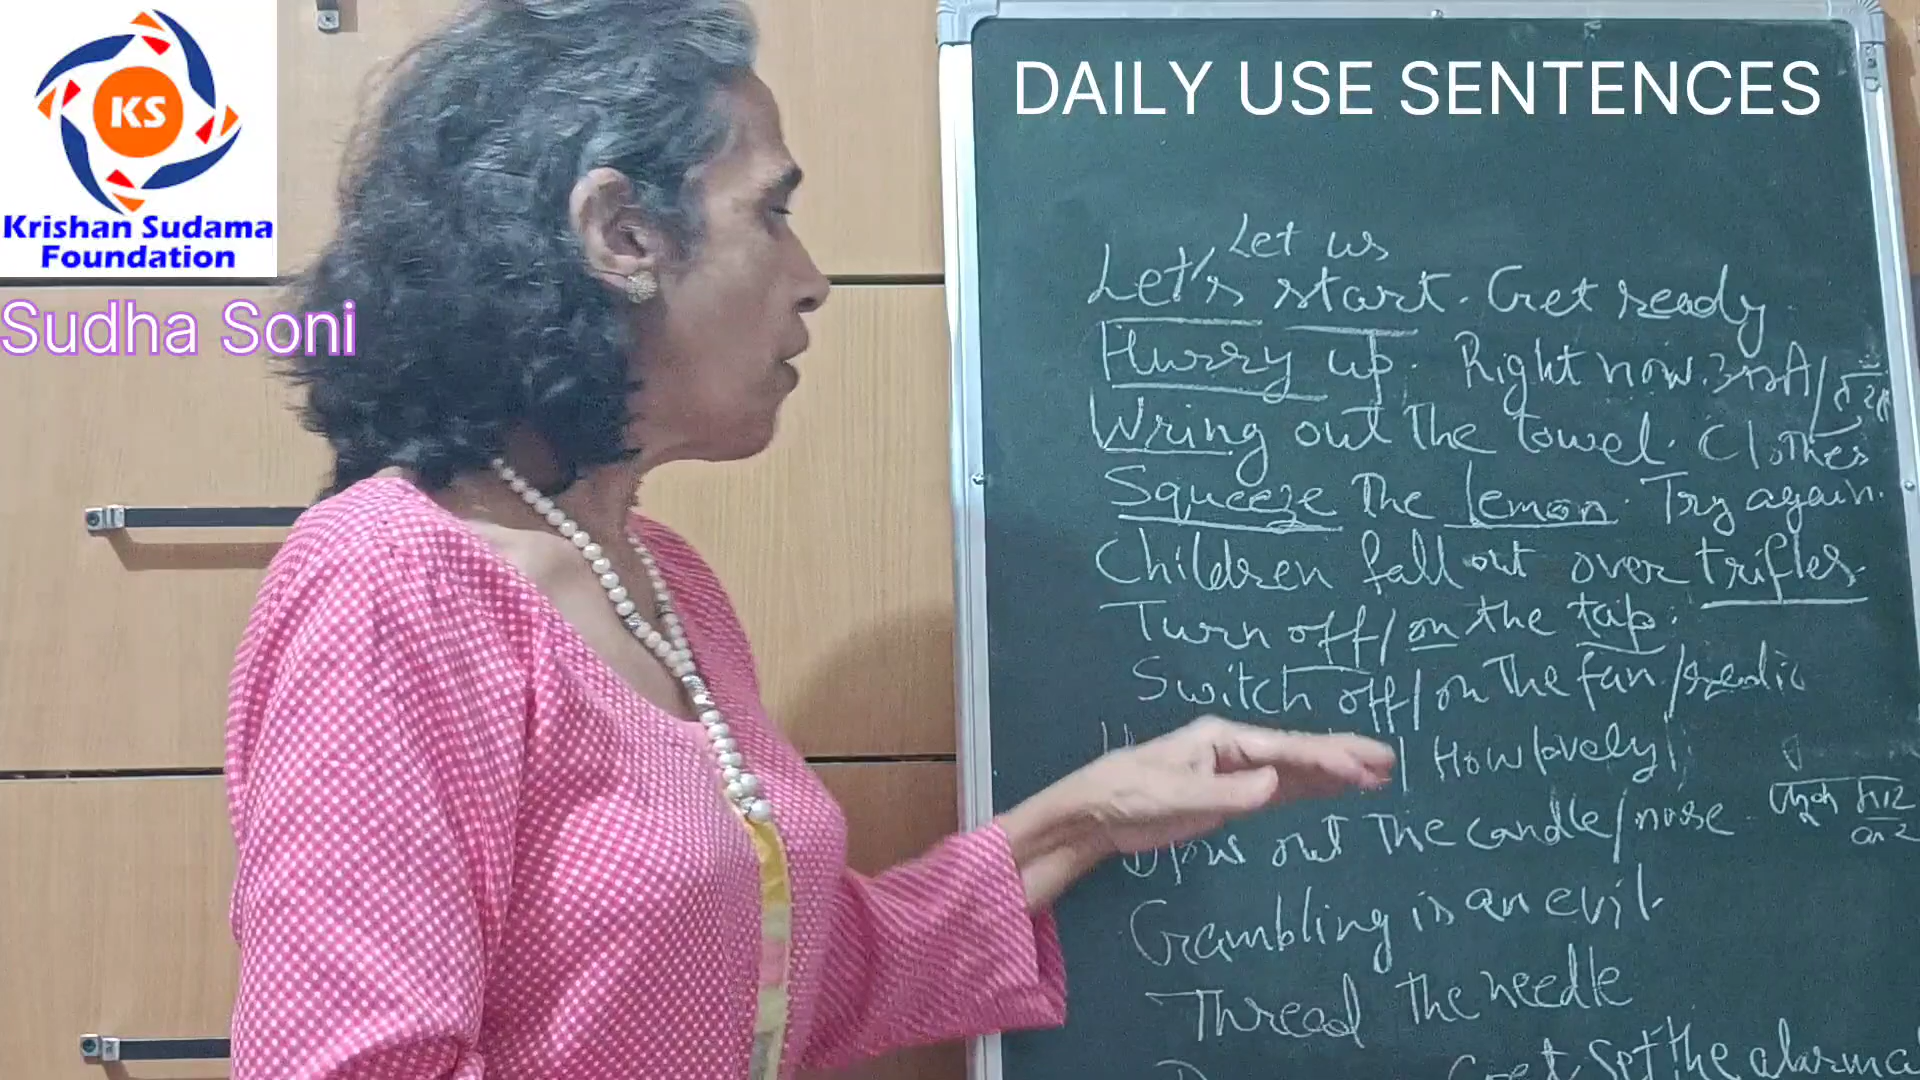 KS
Krishan Sudama
Foundation
Sudha Soni
DAILY USE SENTENCES
Let us
Let's start. Get ready.
Hurry up. Right now.
Wring out the towel. Clothes
Squeeze the lemon. Try again.
Children fall out over trifles.
Turn off/on the tap.
Switch off/on the fan/radio
How lovely!
out the candle/nose.
Gambling is an evil.
Thread the needle
Set the alarm